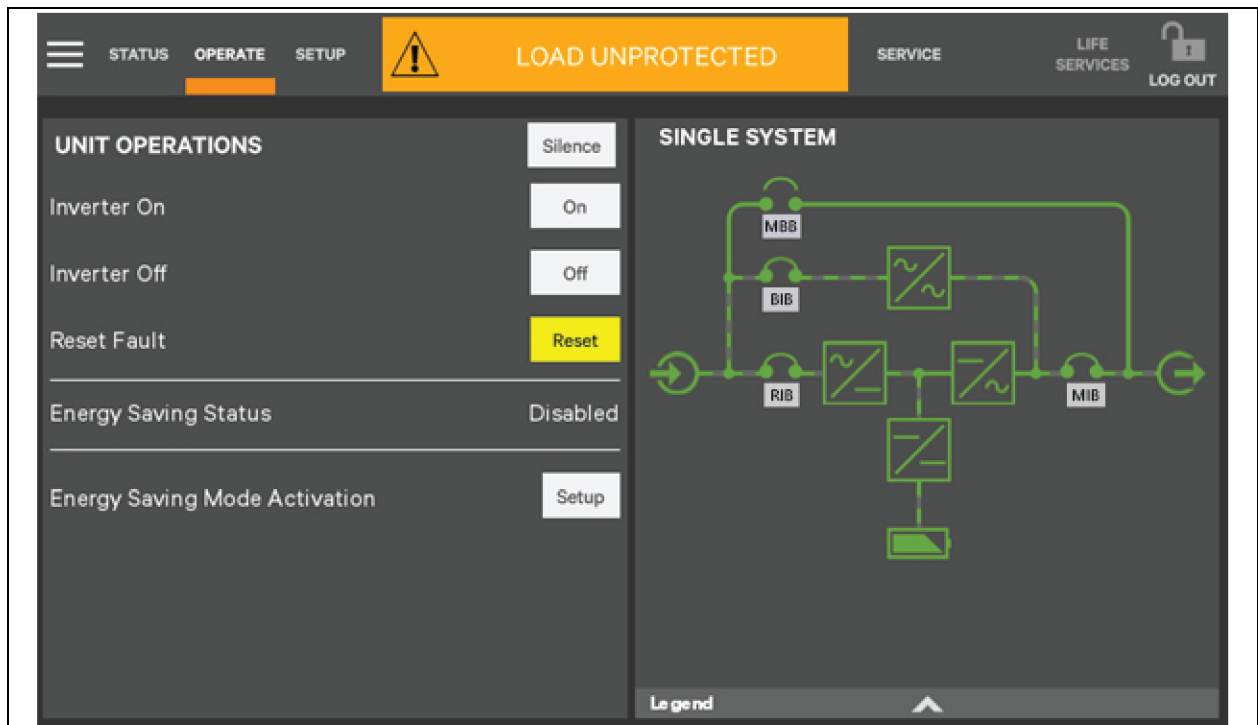 STATUS OPERATE SETUP LOAD UNPROTECTED SERVICE LIFE
SERVICES LOG OUT
UNIT OPERATIONS Silence
Inverter On On
Inverter Off Off
Reset Fault Reset
Energy Saving Status Disabled
Energy Saving Mode Activation Setup
SINGLE SYSTEM
MBB
BIB
RIB MIB
Legend